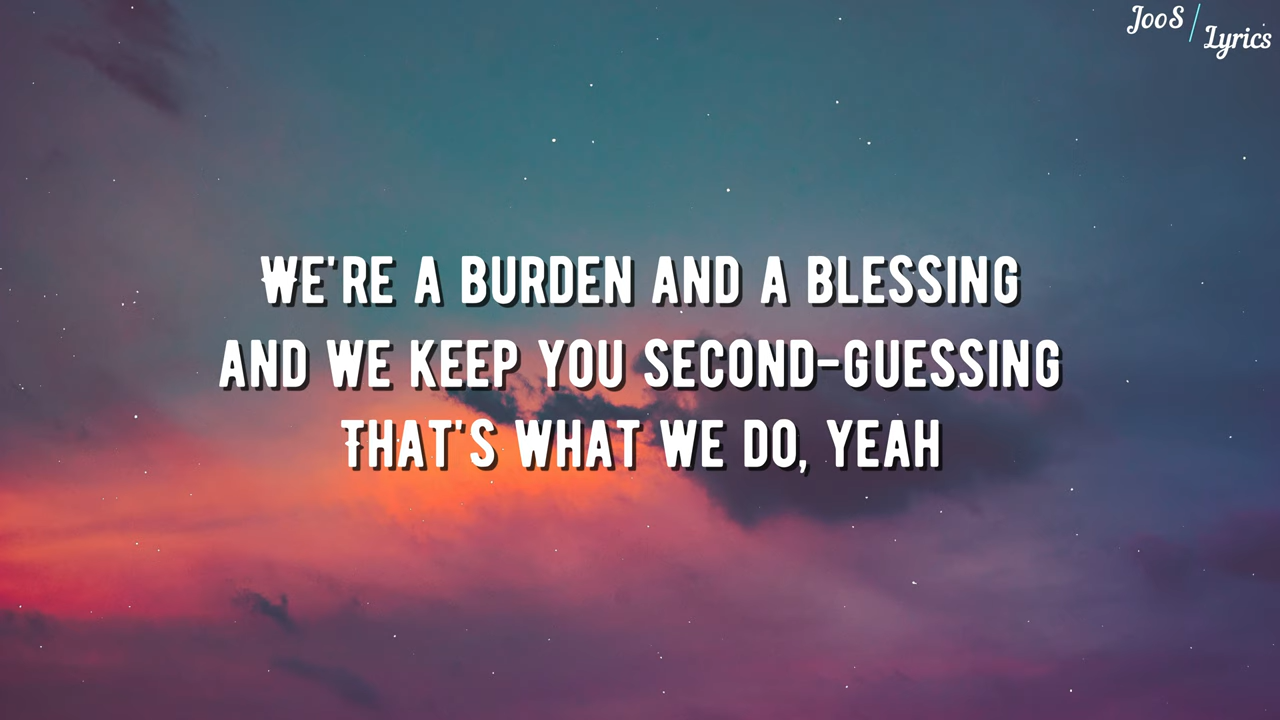 JooS / Lyrics
WE'RE A BURDEN AND A BLESSING
AND WE KEEP YOU SECOND-GUESSING
THAT'S WHAT WE DO, YEAH